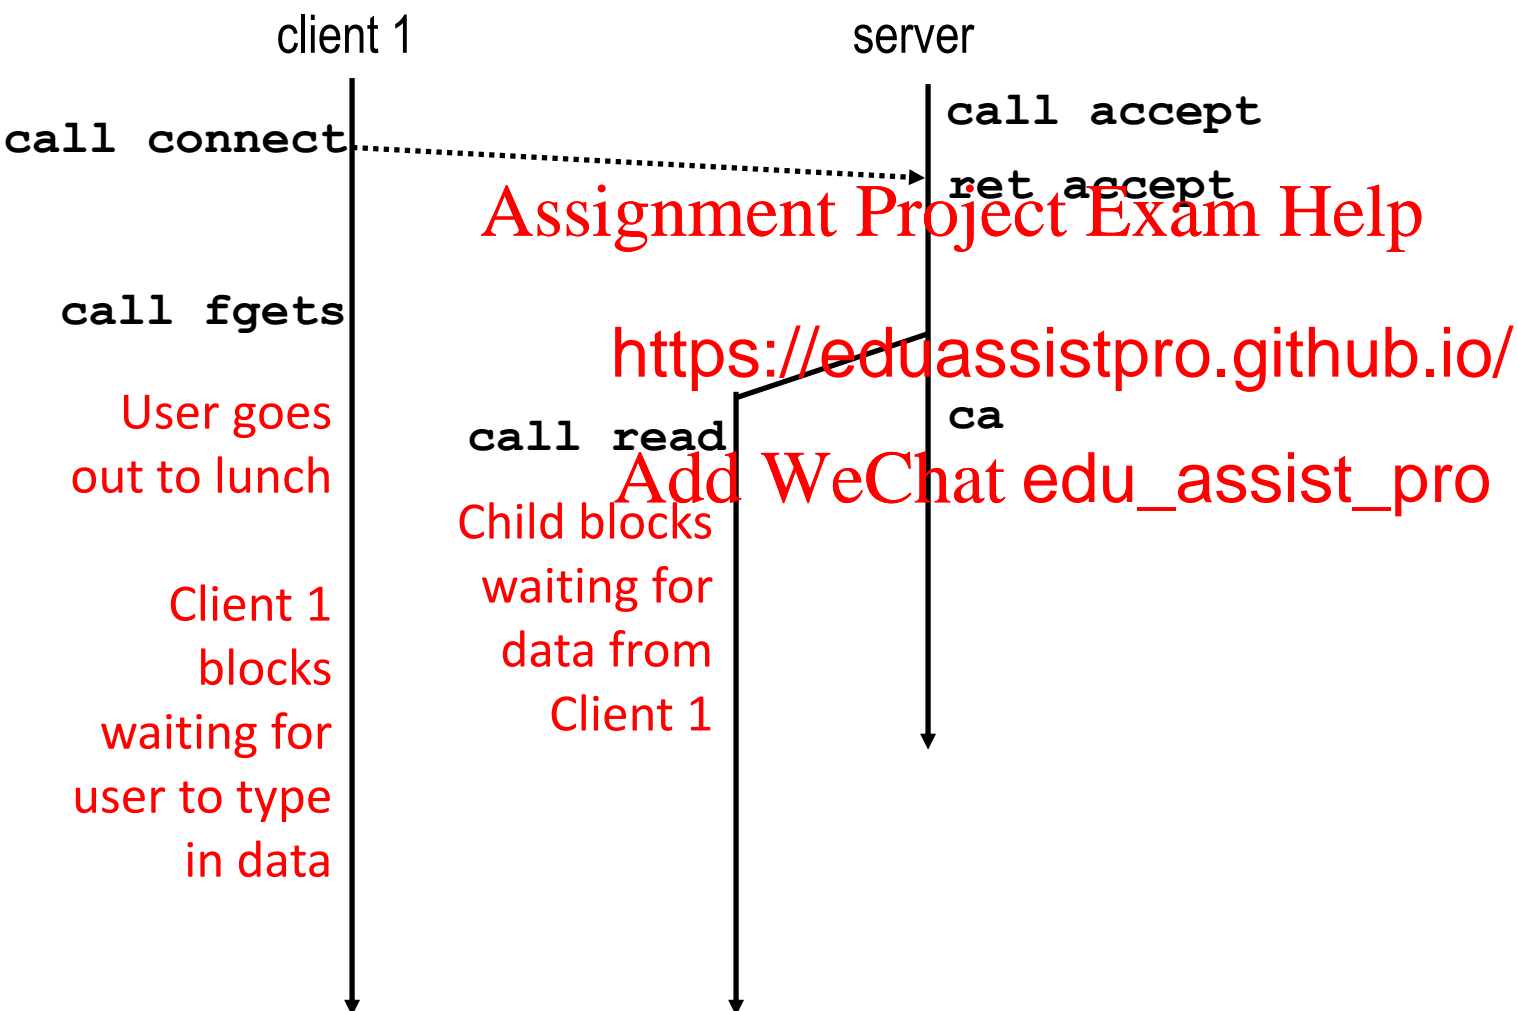 client 1
server
call accept
call connect
ret accept
Assignment Project Exam Help
call fgets
https://eduassistpro.github.io/
User goes
out to lunch
call read
ca
Add WeChat edu_assist_pro
Child blocks
waiting for
data from
Client 1
Client 1
blocks
waiting for
user to type
in data